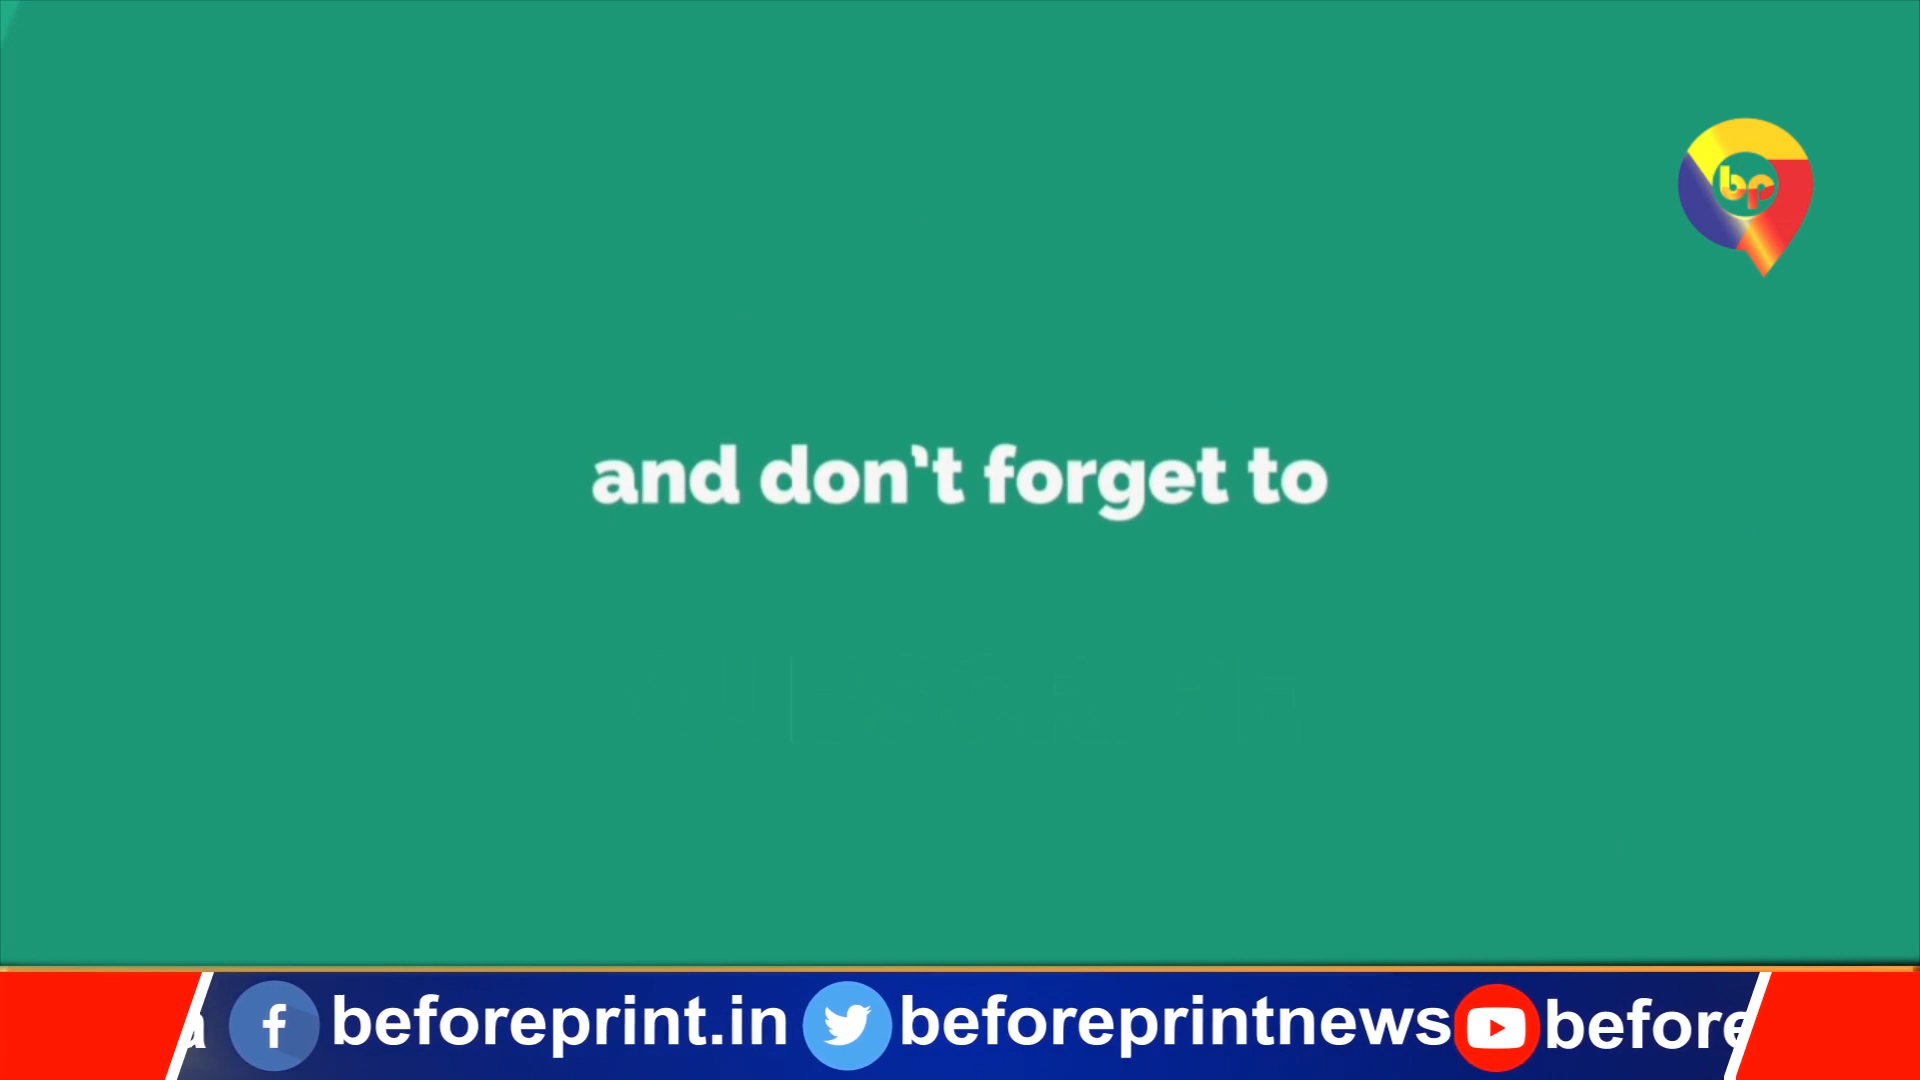 bp
and don't forget to
beforeprint.in beforeprintnews before